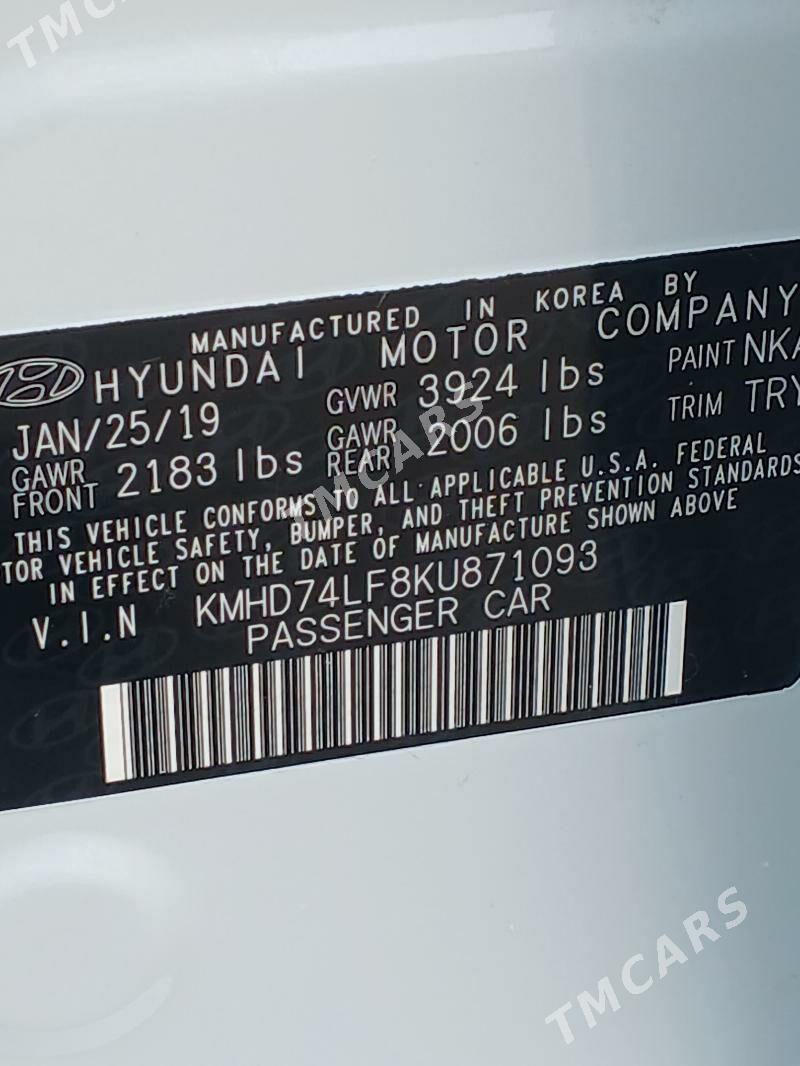 TMCARS
MANUFACTURED IN KOREA BY
HYUNDAI MOTOR COMPANY
JAN/25/19 GVWR 3924 lbs PAINT NKA
GAWR FRONT 2183 lbs GAWR REAR 2006 lbs TRIM TRY
TMCARS
THIS VEHICLE CONFORMS TO ALL APPLICABLE U.S.A. FEDERAL
TOR VEHICLE SAFETY, BUMPER, AND THEFT PREVENTION STANDARDS
IN EFFECT ON THE DATE OF MANUFACTURE SHOWN ABOVE
V.I.N KMHD74LF8KU871093
PASSENGER CAR
TMCARS